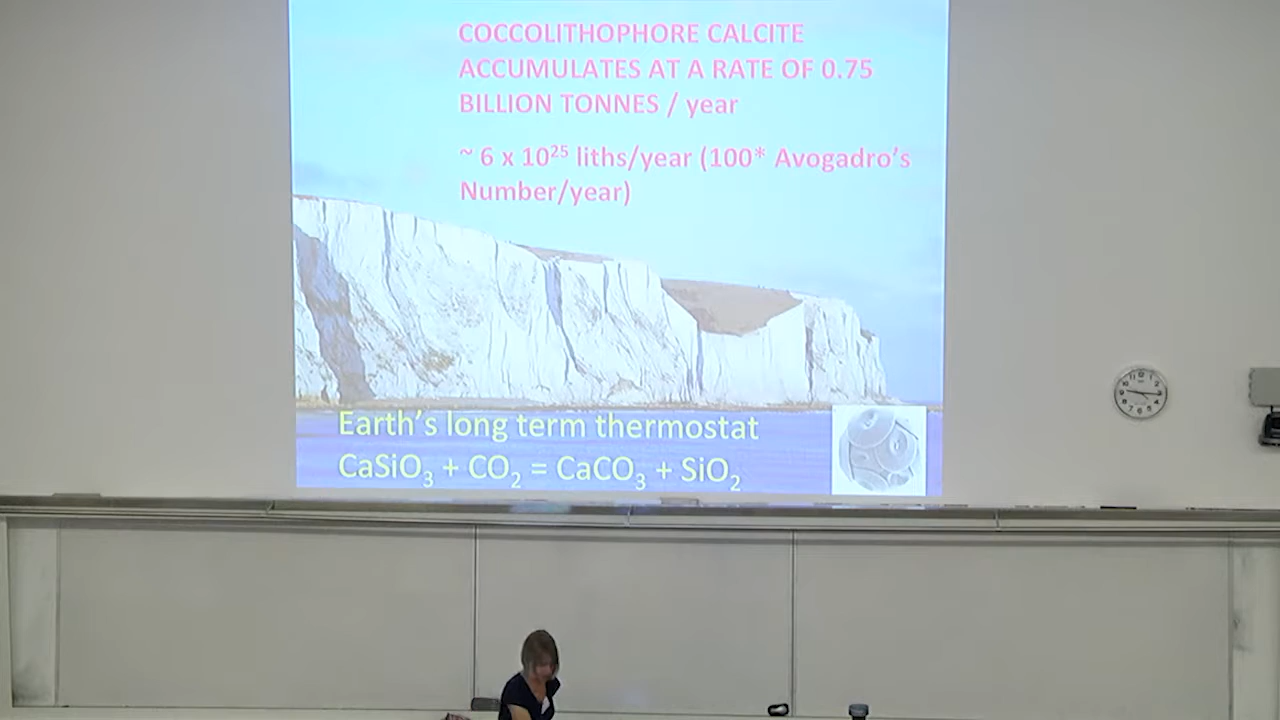 COCCOLITHOPHORE CALCITE
ACCUMULATES AT A RATE OF 0.75
BILLION TONNES / year
~ 6 x 10²⁵ liths/year (100* Avogadro's
Number/year)
Earth's long term thermostat
CaSiO₃ + CO₂ = CaCO₃ + SiO₂